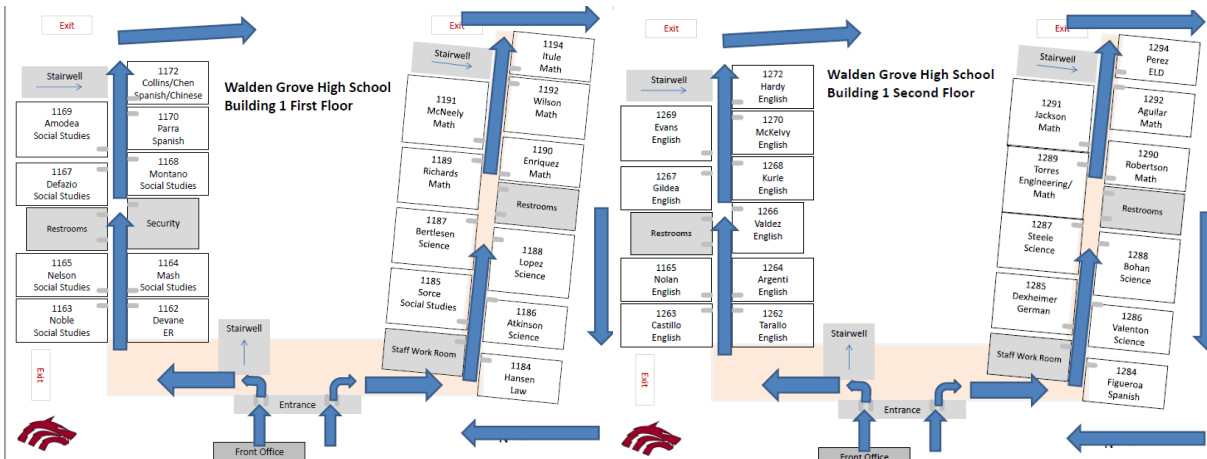 Exit
Exit
Stairwell
1172
Collins/Chen
Spanish/Chinese
1169
Amodea
Social Studies
1170
Parra
Spanish
1167
Defazio
Social Studies
1168
Montano
Social Studies
Restrooms
Security
1165
Nelson
Social Studies
1164
Mash
Social Studies
1163
Noble
Social Studies
1162
Devane
ER
Walden Grove High School
Building 1 First Floor
Stairwell
1194
Itule
Math
1191
McNeely
Math
1192
Wilson
Math
1189
Richards
Math
1190
Enriquez
Math
Restrooms
1187
Bertlesen
Science
1188
Lopez
Science
1185
Sorce
Social Studies
1186
Atkinson
Science
Staff Work Room
1184
Hansen
Law
Stairwell
Exit
Entrance
Front Office
Exit
Exit
Stairwell
1272
Hardy
English
1269
Evans
English
1270
McKelvy
English
1267
Gildea
English
1268
Kurle
English
Restrooms
1266
Valdez
English
1165
Nolan
English
1264
Argenti
English
1263
Castillo
English
1262
Tarallo
English
Walden Grove High School
Building 1 Second Floor
Stairwell
1294
Perez
ELD
1291
Jackson
Math
1292
Aguilar
Math
1289
Torres
Engineering/
Math
1290
Robertson
Math
Restrooms
1287
Steele
Science
1288
Bohan
Science
1285
Dexheimer
German
1286
Valenton
Science
Staff Work Room
1284
Figueroa
Spanish
Stairwell
Exit
Entrance
Front Office